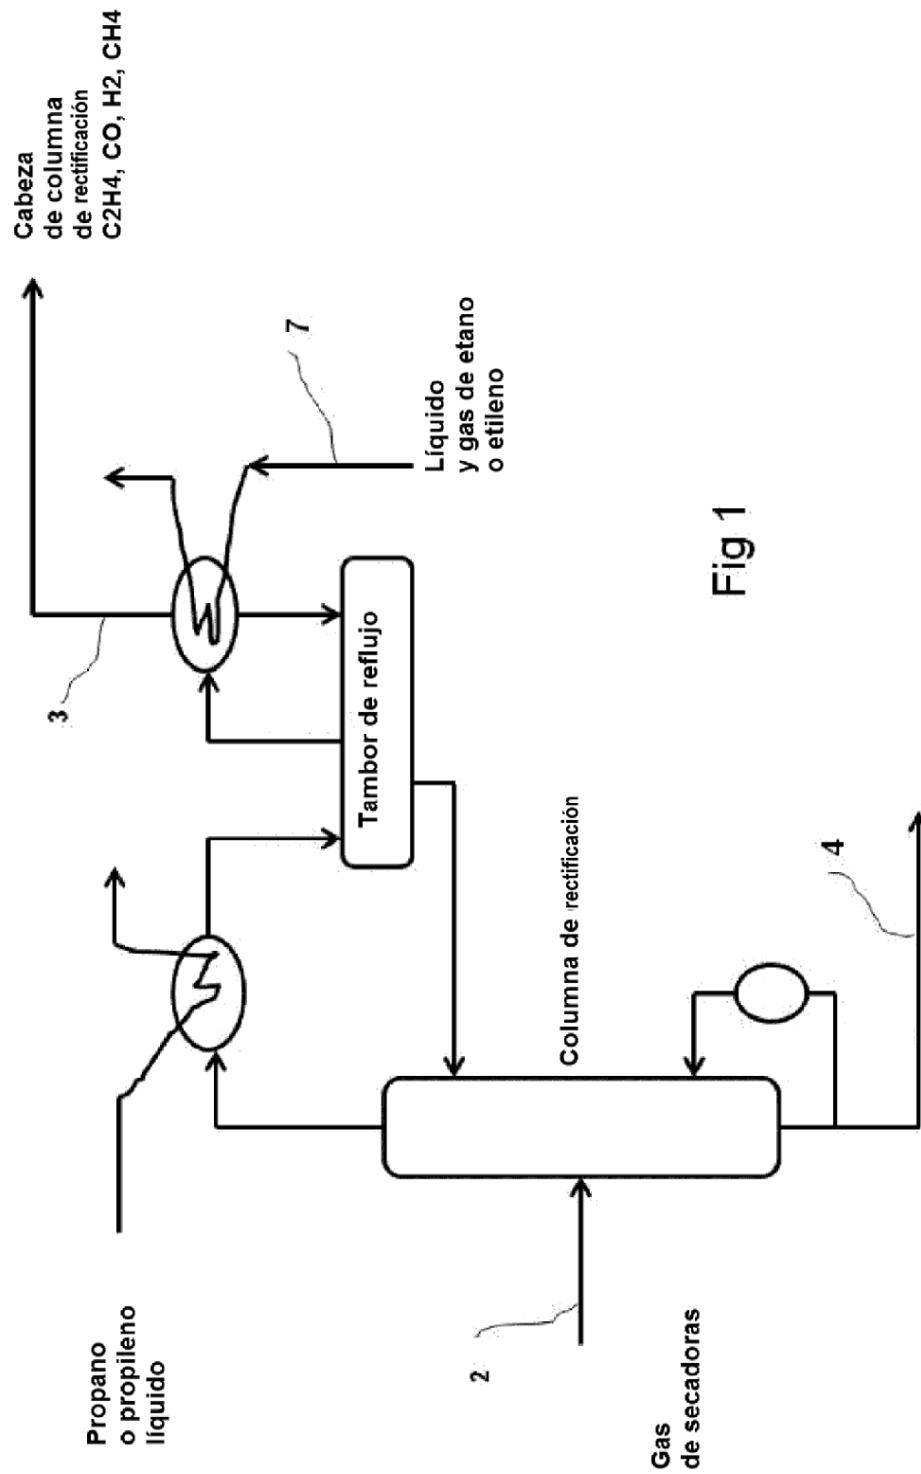 Propano
o propileno
líquido
Cabeza
de columna
de rectificación
C2H4, CO, H2, CH4
3
7
Líquido
y gas de etano
o etileno
Tambor de reflujo
Fig 1
Columna de rectificación
2
4
Gas
de secadoras